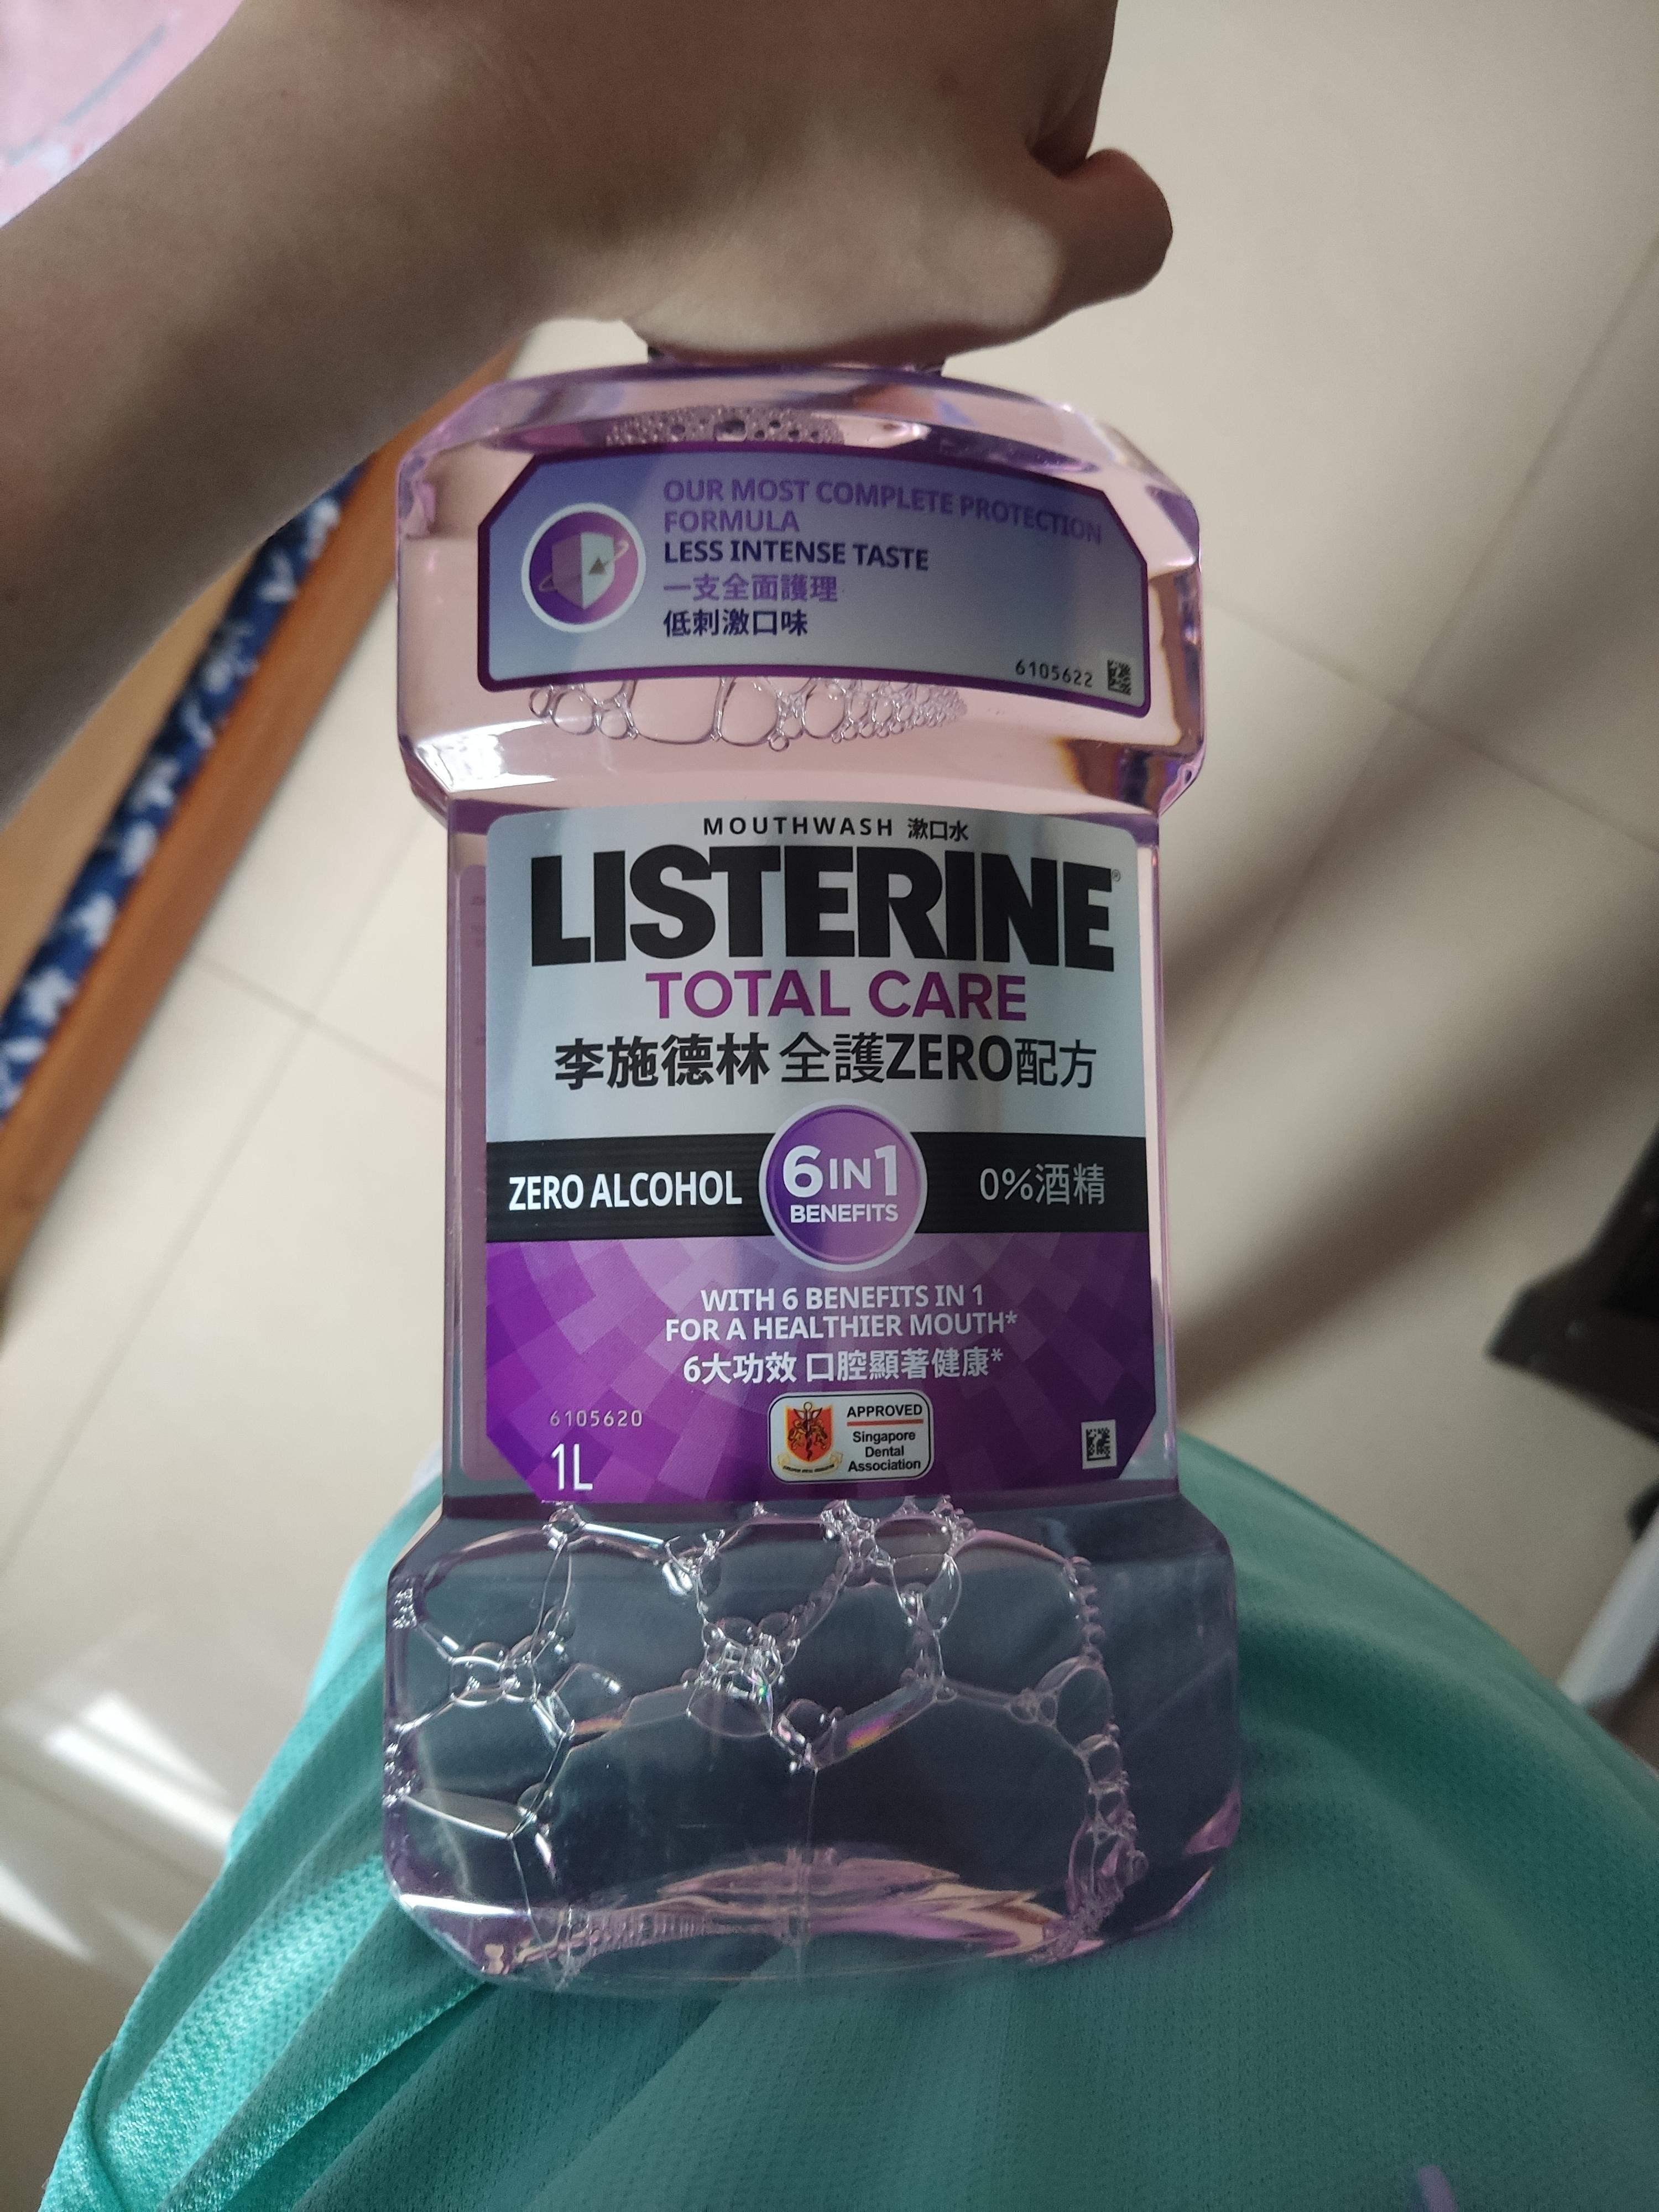 OUR MOST COMPLETE PROTECTION
FORMULA
LESS INTENSE TASTE
一支全面護理
低刺激口味
6105622
MOUTHWASH 漱口水
LISTERINE®
TOTAL CARE
李施德林 全護ZERO配方
ZERO ALCOHOL
6 IN 1
BENEFITS
0%酒精
WITH 6 BENEFITS IN 1
FOR A HEALTHIER MOUTH*
6大功效 口腔顯著健康*
6105620
1L
APPROVED
Singapore
Dental
Association